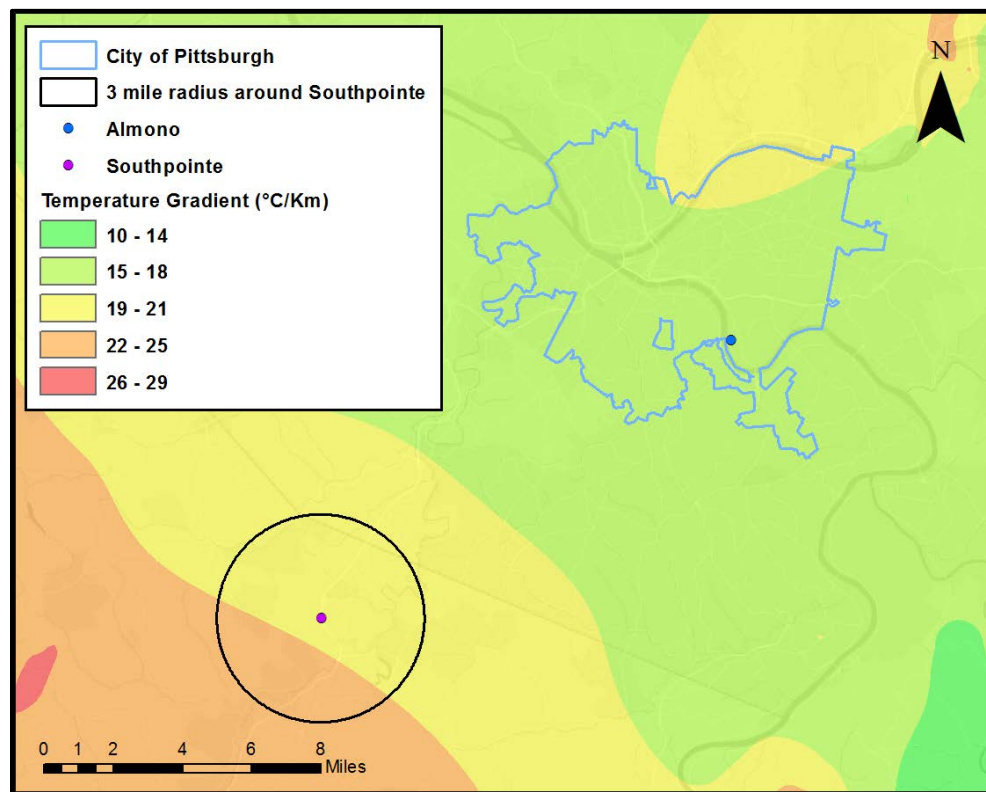 City of Pittsburgh
3 mile radius around Southpointe
Almono
Southpointe
Temperature Gradient (°C/Km)
10 - 14
15 - 18
19 - 21
22 - 25
26 - 29
N
0 1 2 4 6 8
Miles